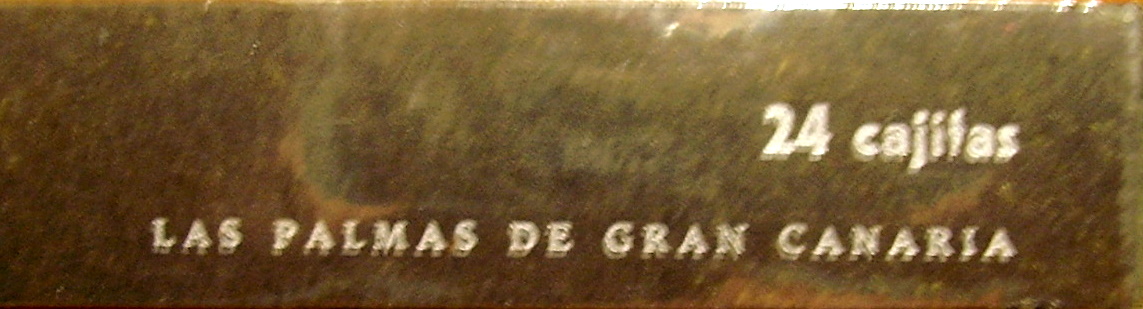 24 cajitas
LAS PALMAS DE GRAN CANARIA